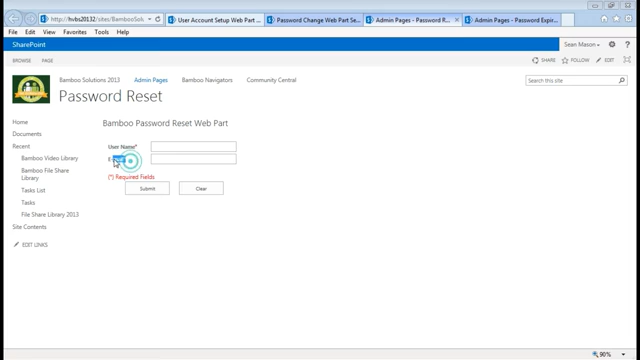 http://hvbs20132/sites/BambooSolu
User Account Setup Web Part ...
Password Change Web Part Se...
Admin Pages - Password R...
Admin Pages - Password Expir...
File Edit View Favorites Tools Help
SharePoint
Sean Mason
BROWSE PAGE
SHARE FOLLOW EDIT
Bamboo Solutions 2013 Admin Pages Bamboo Navigators Community Central
Search this site
Password Reset
Home
Documents
Recent
Bamboo Video Library
Bamboo File Share
Library
Tasks List
Tasks
File Share Library 2013
Site Contents
EDIT LINKS
Bamboo Password Reset Web Part
User Name*
(*) Required Fields
Submit Clear
90%